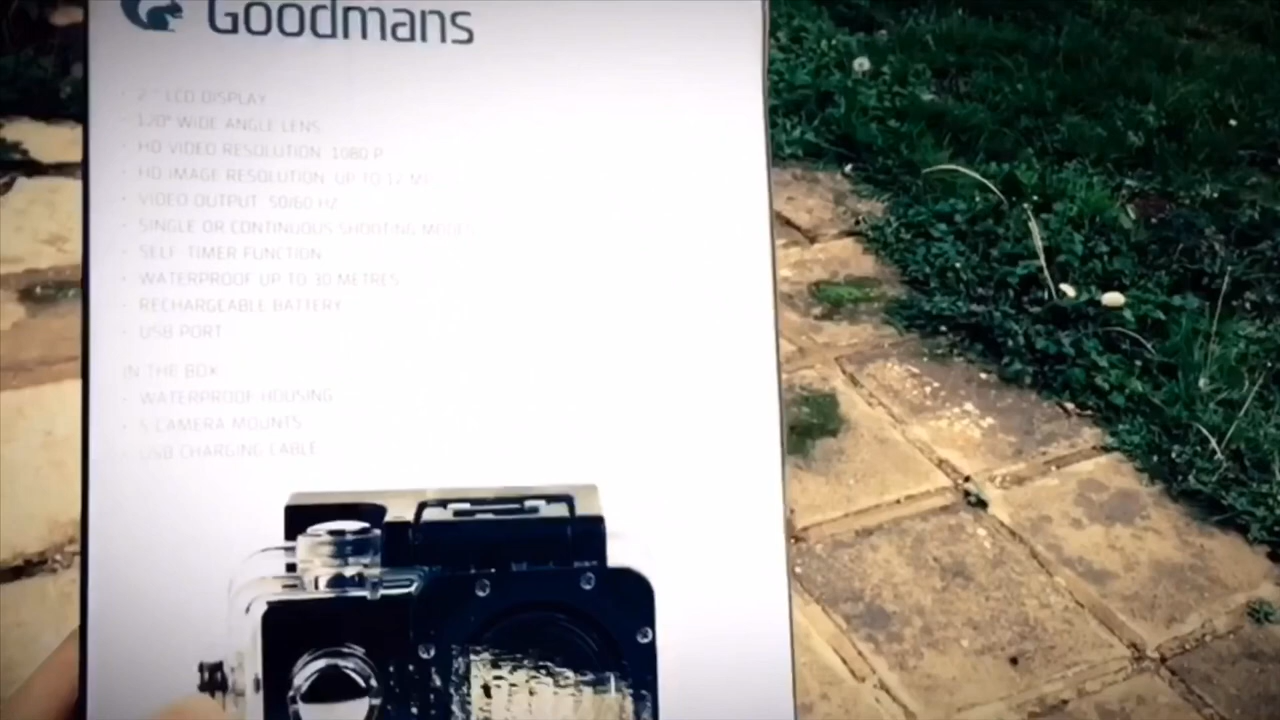 Goodmans
· 2" LCD DISPLAY
· 120° WIDE ANGLE LENS
· HD VIDEO RESOLUTION: 1080 P
· HD IMAGE RESOLUTION: UP TO 12 MP
· VIDEO OUTPUT: 50/60 HZ
· SINGLE OR CONTINUOUS SHOOTING MODES
· SELF-TIMER FUNCTION
· WATERPROOF UP TO 30 METRES
· RECHARGEABLE BATTERY
· USB PORT
IN THE BOX:
· WATERPROOF HOUSING
· 5 CAMERA MOUNTS
· USB CHARGING CABLE